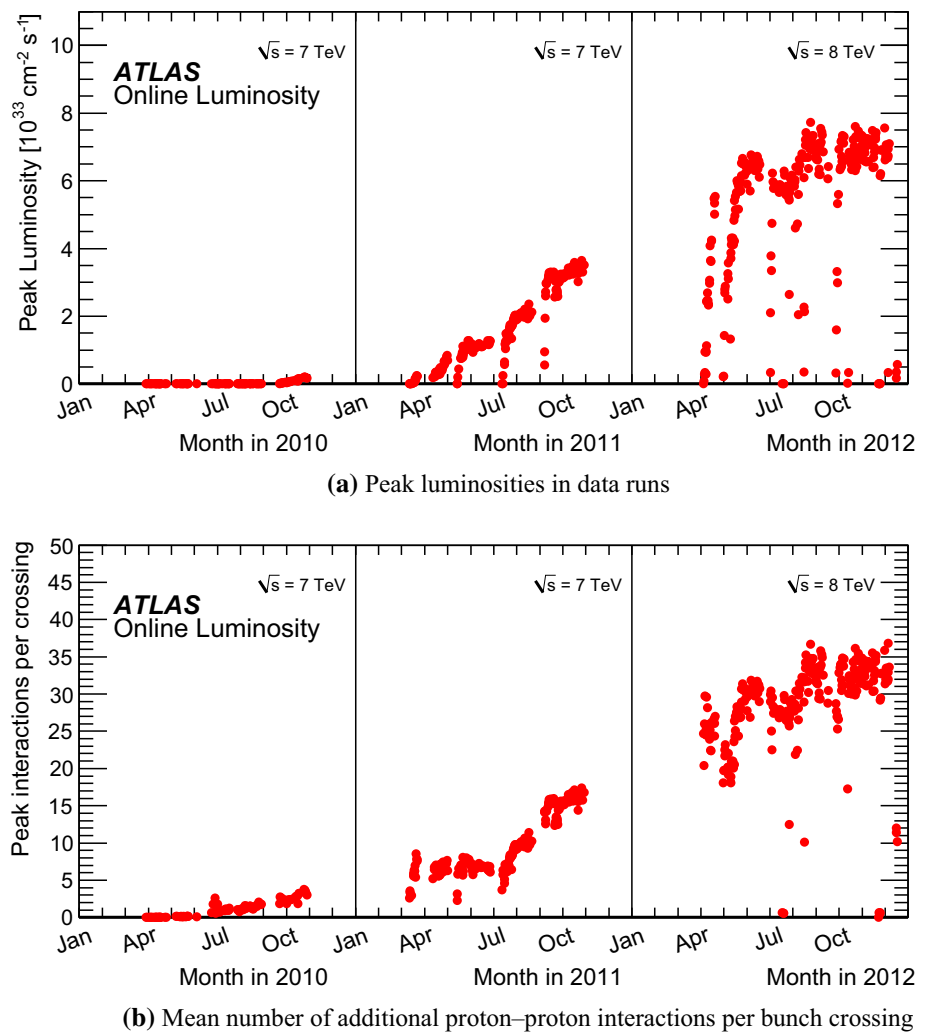 10
8
6
4
2
0
Peak Luminosity [10³³ cm⁻² s⁻¹]
ATLAS
Online Luminosity
√s = 7 TeV
√s = 7 TeV
√s = 8 TeV
Jan Apr Jul Oct Jan Apr Jul Oct Jan Apr Jul Oct
Month in 2010 Month in 2011 Month in 2012
(a) Peak luminosities in data runs
50
45
40
35
30
25
20
15
10
5
0
Peak interactions per crossing
ATLAS
Online Luminosity
√s = 7 TeV
√s = 7 TeV
√s = 8 TeV
Jan Apr Jul Oct Jan Apr Jul Oct Jan Apr Jul Oct
Month in 2010 Month in 2011 Month in 2012
(b) Mean number of additional proton–proton interactions per bunch crossing